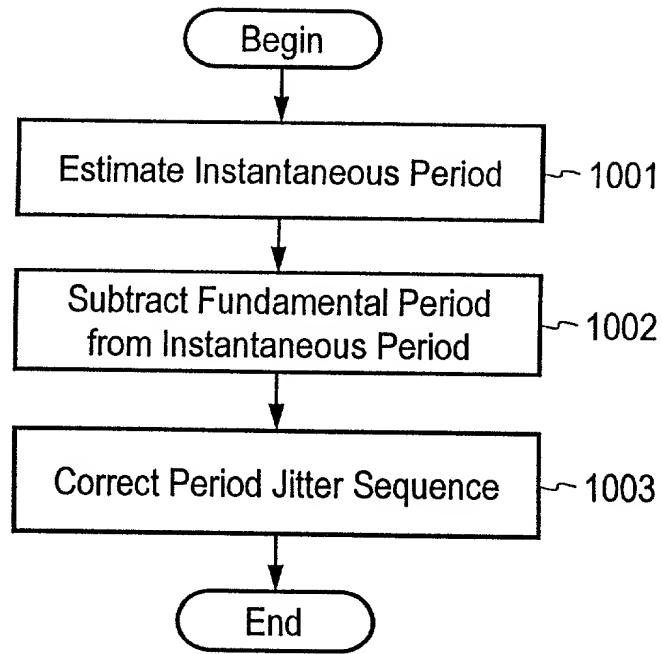 Begin
Estimate Instantaneous Period
1001
Subtract Fundamental Period
from Instantaneous Period
1002
Correct Period Jitter Sequence
1003
End